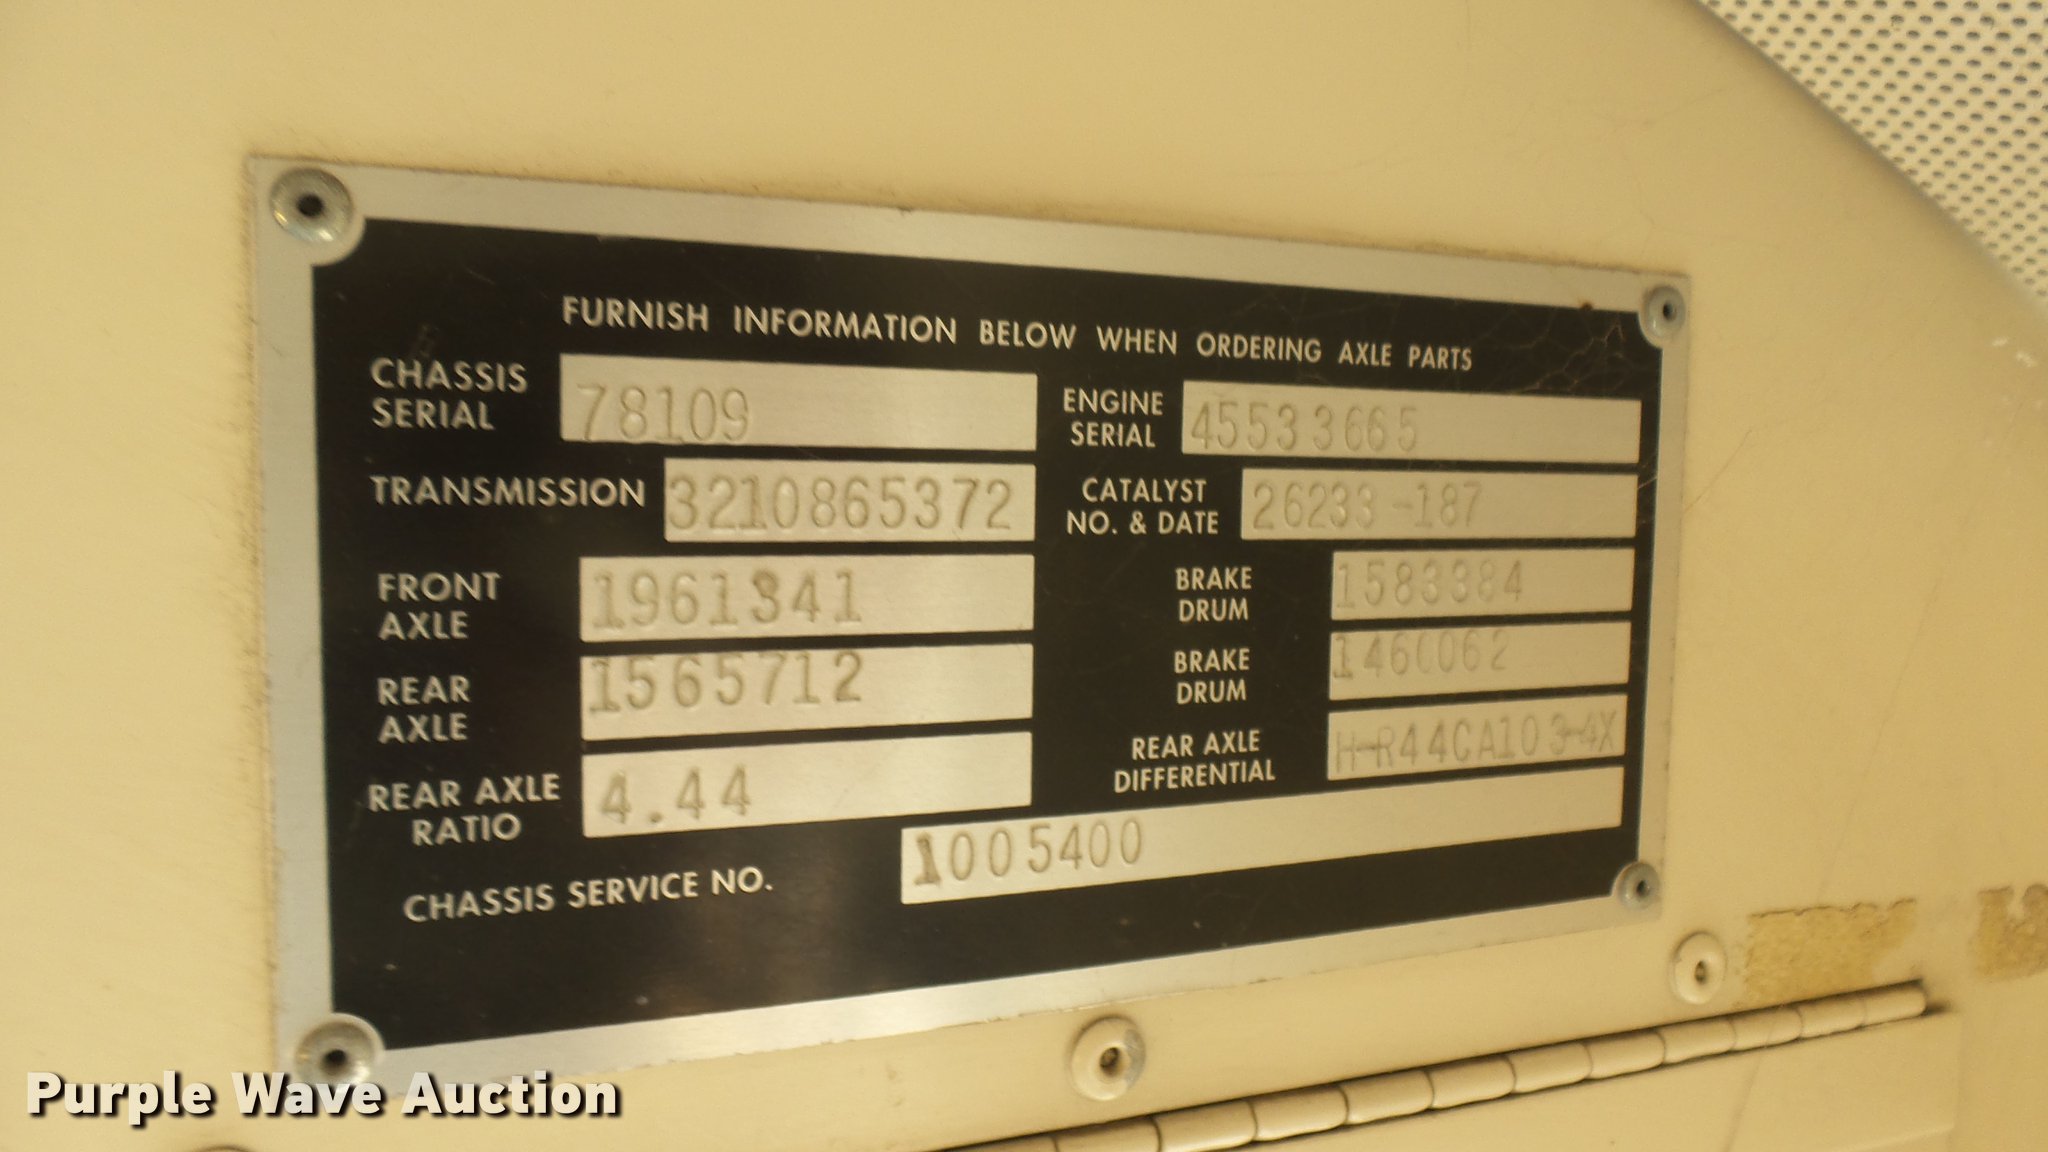 FURNISH INFORMATION BELOW WHEN ORDERING AXLE PARTS
CHASSIS SERIAL 78109
ENGINE SERIAL 45533665
TRANSMISSION 3210865372
CATALYST NO. & DATE 26233-187
FRONT AXLE 1961341
BRAKE DRUM 1583384
REAR AXLE 1565712
BRAKE DRUM 1460062
REAR AXLE RATIO 4.44
REAR AXLE DIFFERENTIAL H-R44CA103-4X
CHASSIS SERVICE NO. 1005400
Purple Wave Auction